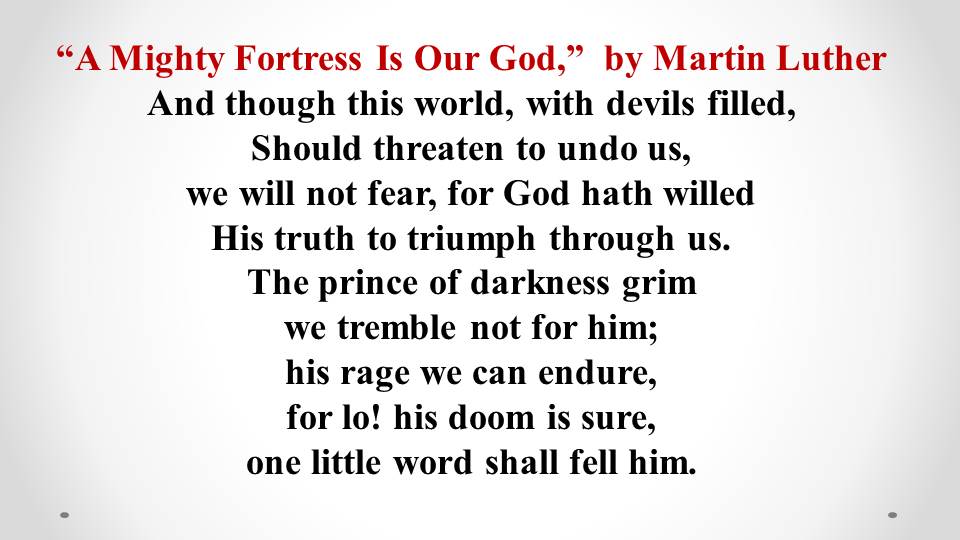 “A Mighty Fortress Is Our God,” by Martin Luther
And though this world, with devils filled,
Should threaten to undo us,
we will not fear, for God hath willed
His truth to triumph through us.
The prince of darkness grim
we tremble not for him;
his rage we can endure,
for lo! his doom is sure,
one little word shall fell him.